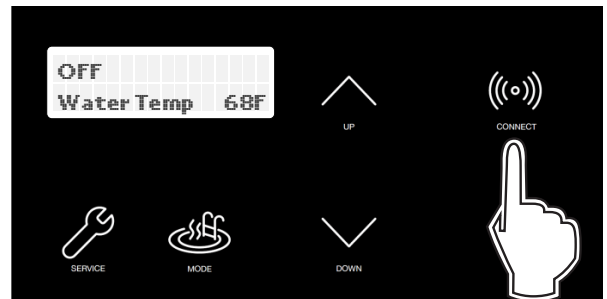 OFF
Water Temp 68F
UP
CONNECT
SERVICE
MODE
DOWN